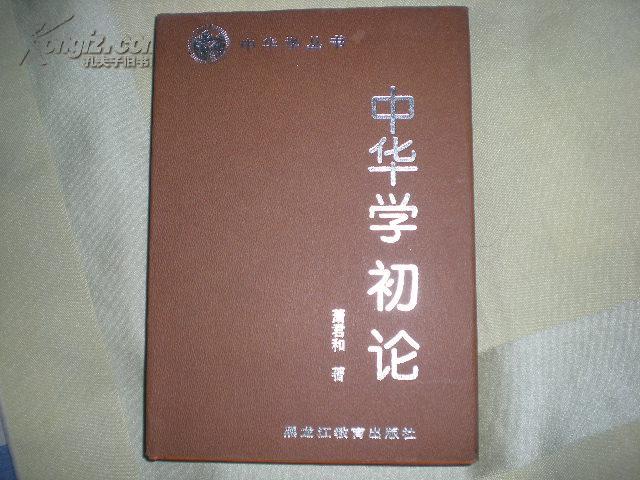 Kongfz.com
孔夫子旧书
中华学丛书
中华学初论
萧君和 著
黑龙江教育出版社